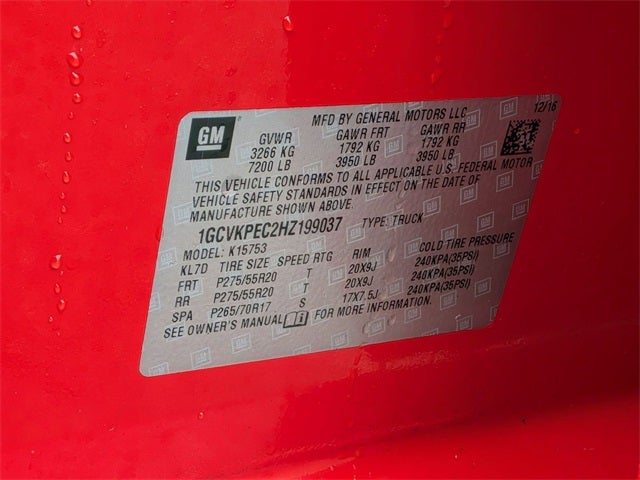 GM
MFD BY GENERAL MOTORS LLC 12/16
GVWR GAWR FRT GAWR RR
3266 KG 1792 KG 1792 KG
7200 LB 3950 LB 3950 LB
THIS VEHICLE CONFORMS TO ALL APPLICABLE U.S. FEDERAL MOTOR
VEHICLE SAFETY STANDARDS IN EFFECT ON THE DATE OF
MANUFACTURE SHOWN ABOVE.
1GCVKPEC2HZ199037 TYPE: TRUCK
MODEL: K15753
KL7D TIRE SIZE SPEED RTG RIM COLD TIRE PRESSURE
FRT P275/55R20 T 20X9J 240KPA(35PSI)
RR P275/55R20 T 20X9J 240KPA(35PSI)
SPA P265/70R17 S 17X7.5J 240KPA(35PSI)
SEE OWNER'S MANUAL FOR MORE INFORMATION.